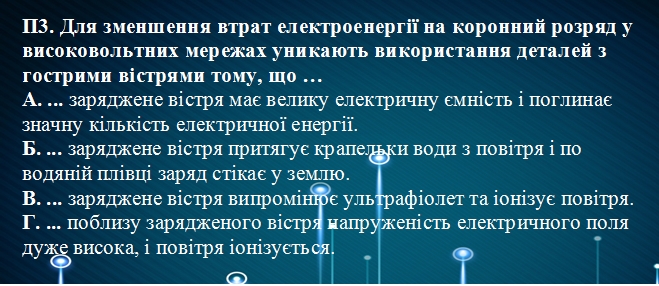 П3. Для зменшення втрат електроенергії на коронний розряд у
високовольтних мережах уникають використання деталей з
гострими вістрями тому, що …
А. ... заряджене вістря має велику електричну ємність і поглинає
значну кількість електричної енергії.
Б. ... заряджене вістря притягує крапельки води з повітря і по
водяній плівці заряд стікає у землю.
В. ... заряджене вістря випромінює ультрафіолет та іонізує повітря.
Г. ... поблизу зарядженого вістря напруженість електричного поля
дуже висока, і повітря іонізується.